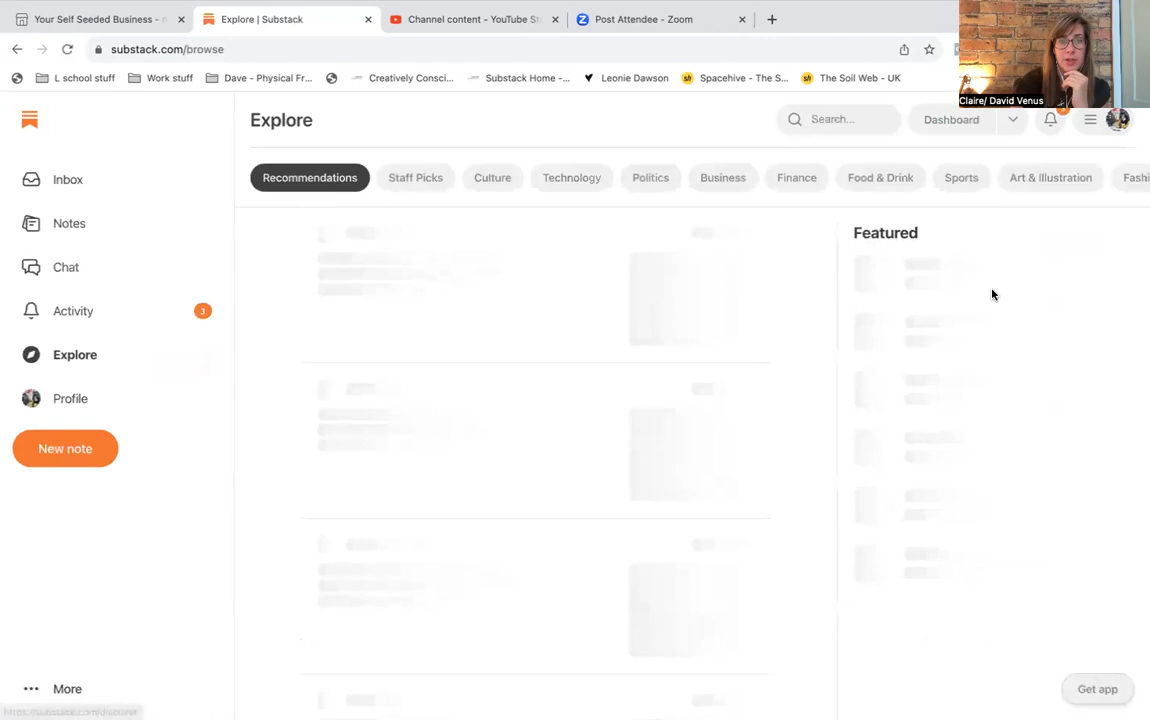 Your Self Seeded Business -
Explore | Substack
Channel content - YouTube St
Post Attendee - Zoom
substack.com/browse
L school stuff
Work stuff
Dave - Physical Fr...
Creatively Consci...
Substack Home -...
Leonie Dawson
Spacehive - The S...
The Soil Web - UK
Claire/ David Venus
Explore
Search...
Dashboard
Recommendations
Staff Picks
Culture
Technology
Politics
Business
Finance
Food & Drink
Sports
Art & Illustration
Fashi
Inbox
Notes
Chat
Activity
3
Explore
Profile
New note
More
Featured
Get app